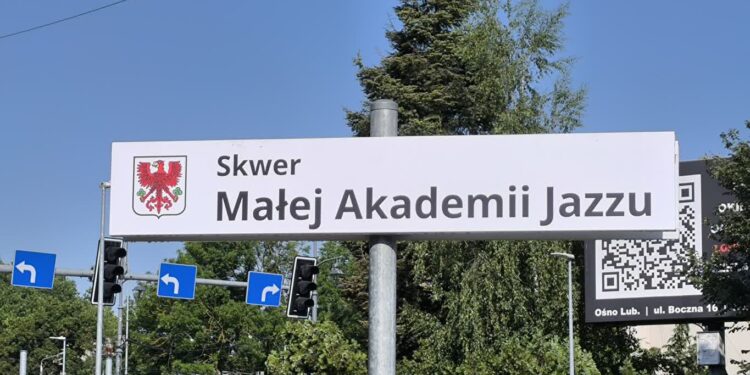 Skwer
Małej Akademii Jazzu
Ośno Lub. | ul. Boczna 16